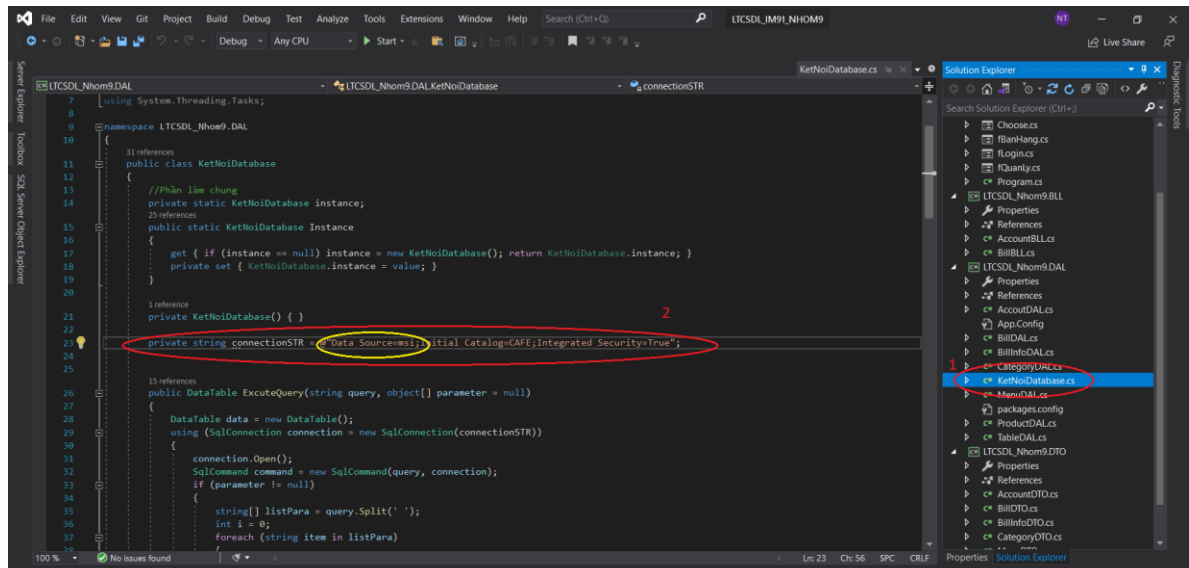 File Edit View Git Project Build Debug Test Analyze Tools Extensions Window Help Search (Ctrl+Q) LTCSDL_IM91_NHOM9 NT
Debug Any CPU Start Live Share
KetNoiDatabase.cs
LTCSDL_Nhom9.DAL LTCSDL_Nhom9.DAL.KetNoiDatabase connectionSTR
Server Explorer
Toolbox
SQL Server Object Explorer
7 using System.Threading.Tasks;
8
9 namespace LTCSDL_Nhom9.DAL
10 {
31 references
11 public class KetNoiDatabase
12 {
13 //Phần làm chung
14 private static KetNoiDatabase instance;
25 references
15 public static KetNoiDatabase Instance
16 {
17 get { if (instance == null) instance = new KetNoiDatabase(); return KetNoiDatabase.instance; }
18 private set { KetNoiDatabase.instance = value; }
19 }
20
1 reference
21 private KetNoiDatabase() { }
2
22
23 private string connectionSTR = @"Data Source=msi;Initial Catalog=CAFE;Integrated Security=True";
24
25
15 references
26 public DataTable ExcuteQuery(string query, object[] parameter = null)
27 {
28 DataTable data = new DataTable();
29 using (SqlConnection connection = new SqlConnection(connectionSTR))
30 {
31 connection.Open();
32 SqlCommand command = new SqlCommand(query, connection);
33 if (parameter != null)
34 {
35 string[] listPara = query.Split(' ');
36 int i = 0;
37 foreach (string item in listPara)
100 % No issues found Ln: 23 Ch: 56 SPC CRLF
Solution Explorer
Search Solution Explorer (Ctrl+;)
Choose.cs
fBanHang.cs
fLogin.cs
fQuanLy.cs
Program.cs
LTCSDL_Nhom9.BLL
Properties
References
AccountBLL.cs
BillBLL.cs
LTCSDL_Nhom9.DAL
Properties
References
AccoutDAL.cs
App.Config
BillDAL.cs
BillInfoDAL.cs
CategoryDAL.cs
1 KetNoiDatabase.cs
MenuDAL.cs
packages.config
ProductDAL.cs
TableDAL.cs
LTCSDL_Nhom9.DTO
Properties
References
AccountDTO.cs
BillDTO.cs
BillInfoDTO.cs
CategoryDTO.cs
Properties Solution Explorer
Diagnostic Tools